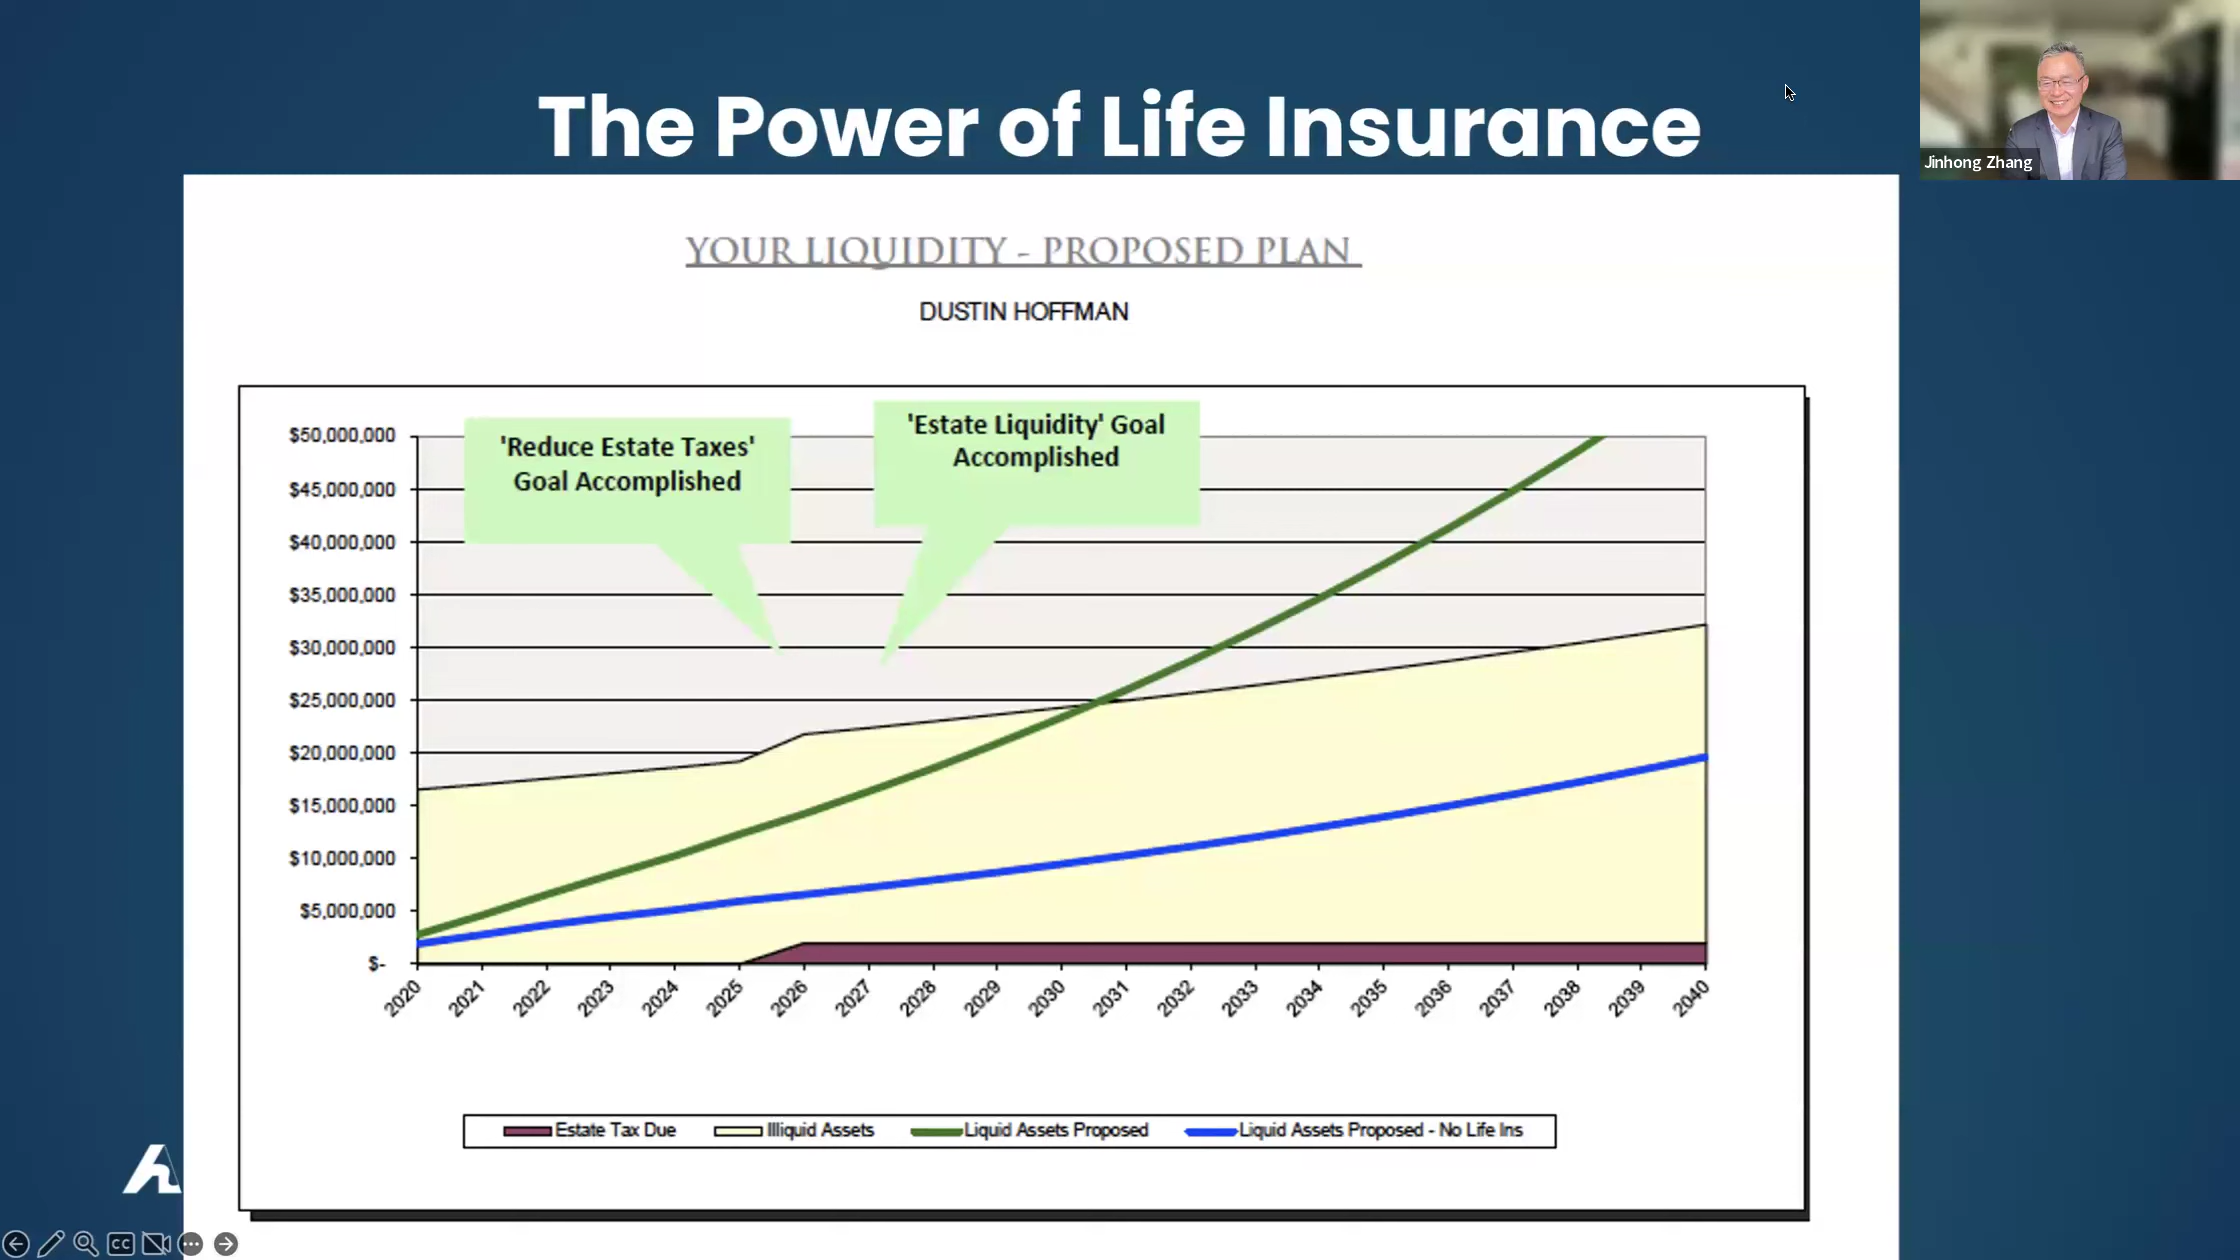 The Power of Life Insurance
Jinhong Zhang
YOUR LIQUIDITY - PROPOSED PLAN
DUSTIN HOFFMAN
'Reduce Estate Taxes'
Goal Accomplished
'Estate Liquidity' Goal
Accomplished
$50,000,000
$45,000,000
$40,000,000
$35,000,000
$30,000,000
$25,000,000
$20,000,000
$15,000,000
$10,000,000
$5,000,000
$-
2020 2021 2022 2023 2024 2025 2026 2027 2028 2029 2030 2031 2032 2033 2034 2035 2036 2037 2038 2039 2040
Estate Tax Due Illiquid Assets Liquid Assets Proposed Liquid Assets Proposed - No Life Ins
CC